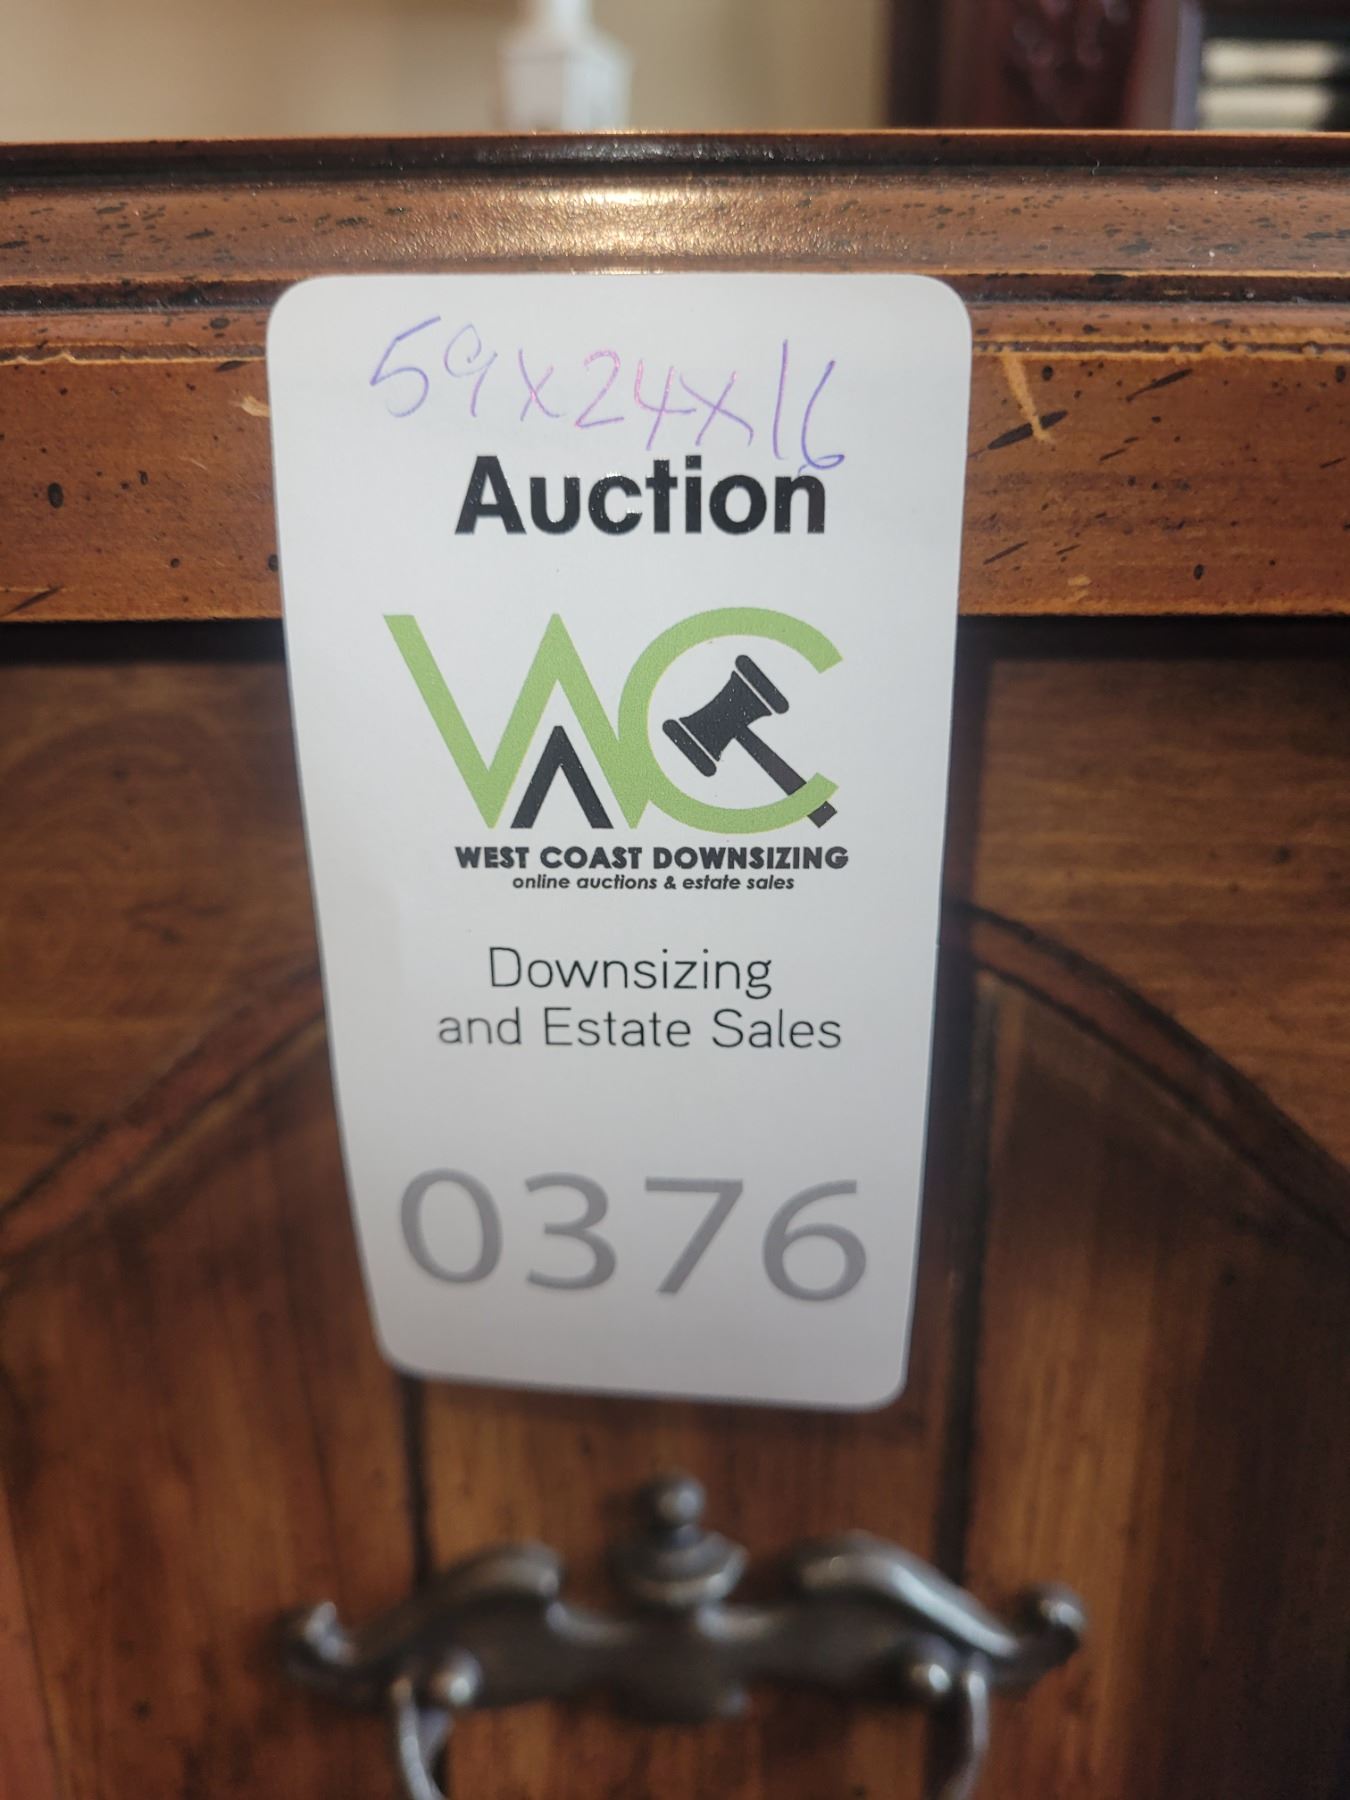 59x24x16
Auction
WC
WEST COAST DOWNSIZING
online auctions & estate sales
Downsizing
and Estate Sales
0376